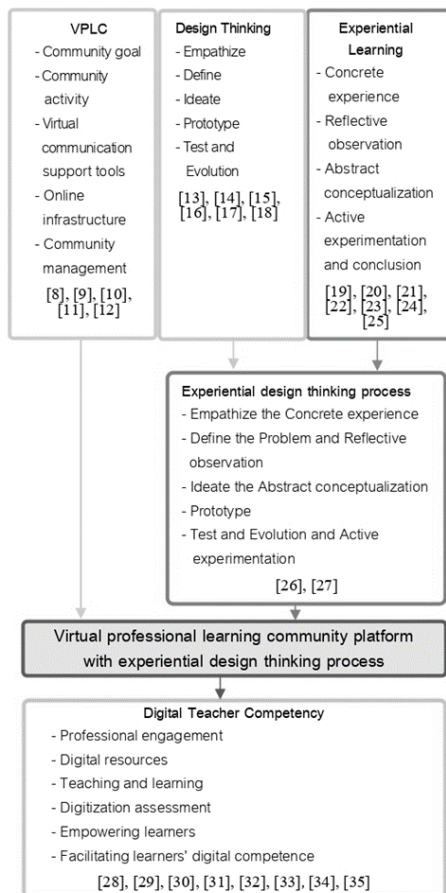 VPLC
- Community goal
- Community
activity
- Virtual
communication
support tools
- Online
infrastructure
- Community
management
[8], [9], [10],
[11], [12]
Design Thinking
- Empathize
- Define
- Ideate
- Prototype
- Test and
Evolution
[13], [14], [15],
[16], [17], [18]
Experiential
Learning
- Concrete
experience
- Reflective
observation
- Abstract
conceptualization
- Active
experimentation
and conclusion
[19], [20], [21],
[22], [23], [24],
[25]
Experiential design thinking process
- Empathize the Concrete experience
- Define the Problem and Reflective
observation
- Ideate the Abstract conceptualization
- Prototype
- Test and Evolution and Active
experimentation
[26], [27]
Virtual professional learning community platform
with experiential design thinking process
Digital Teacher Competency
- Professional engagement
- Digital resources
- Teaching and learning
- Digitization assessment
- Empowering learners
- Facilitating learners' digital competence
[28], [29], [30], [31], [32], [33], [34], [35]